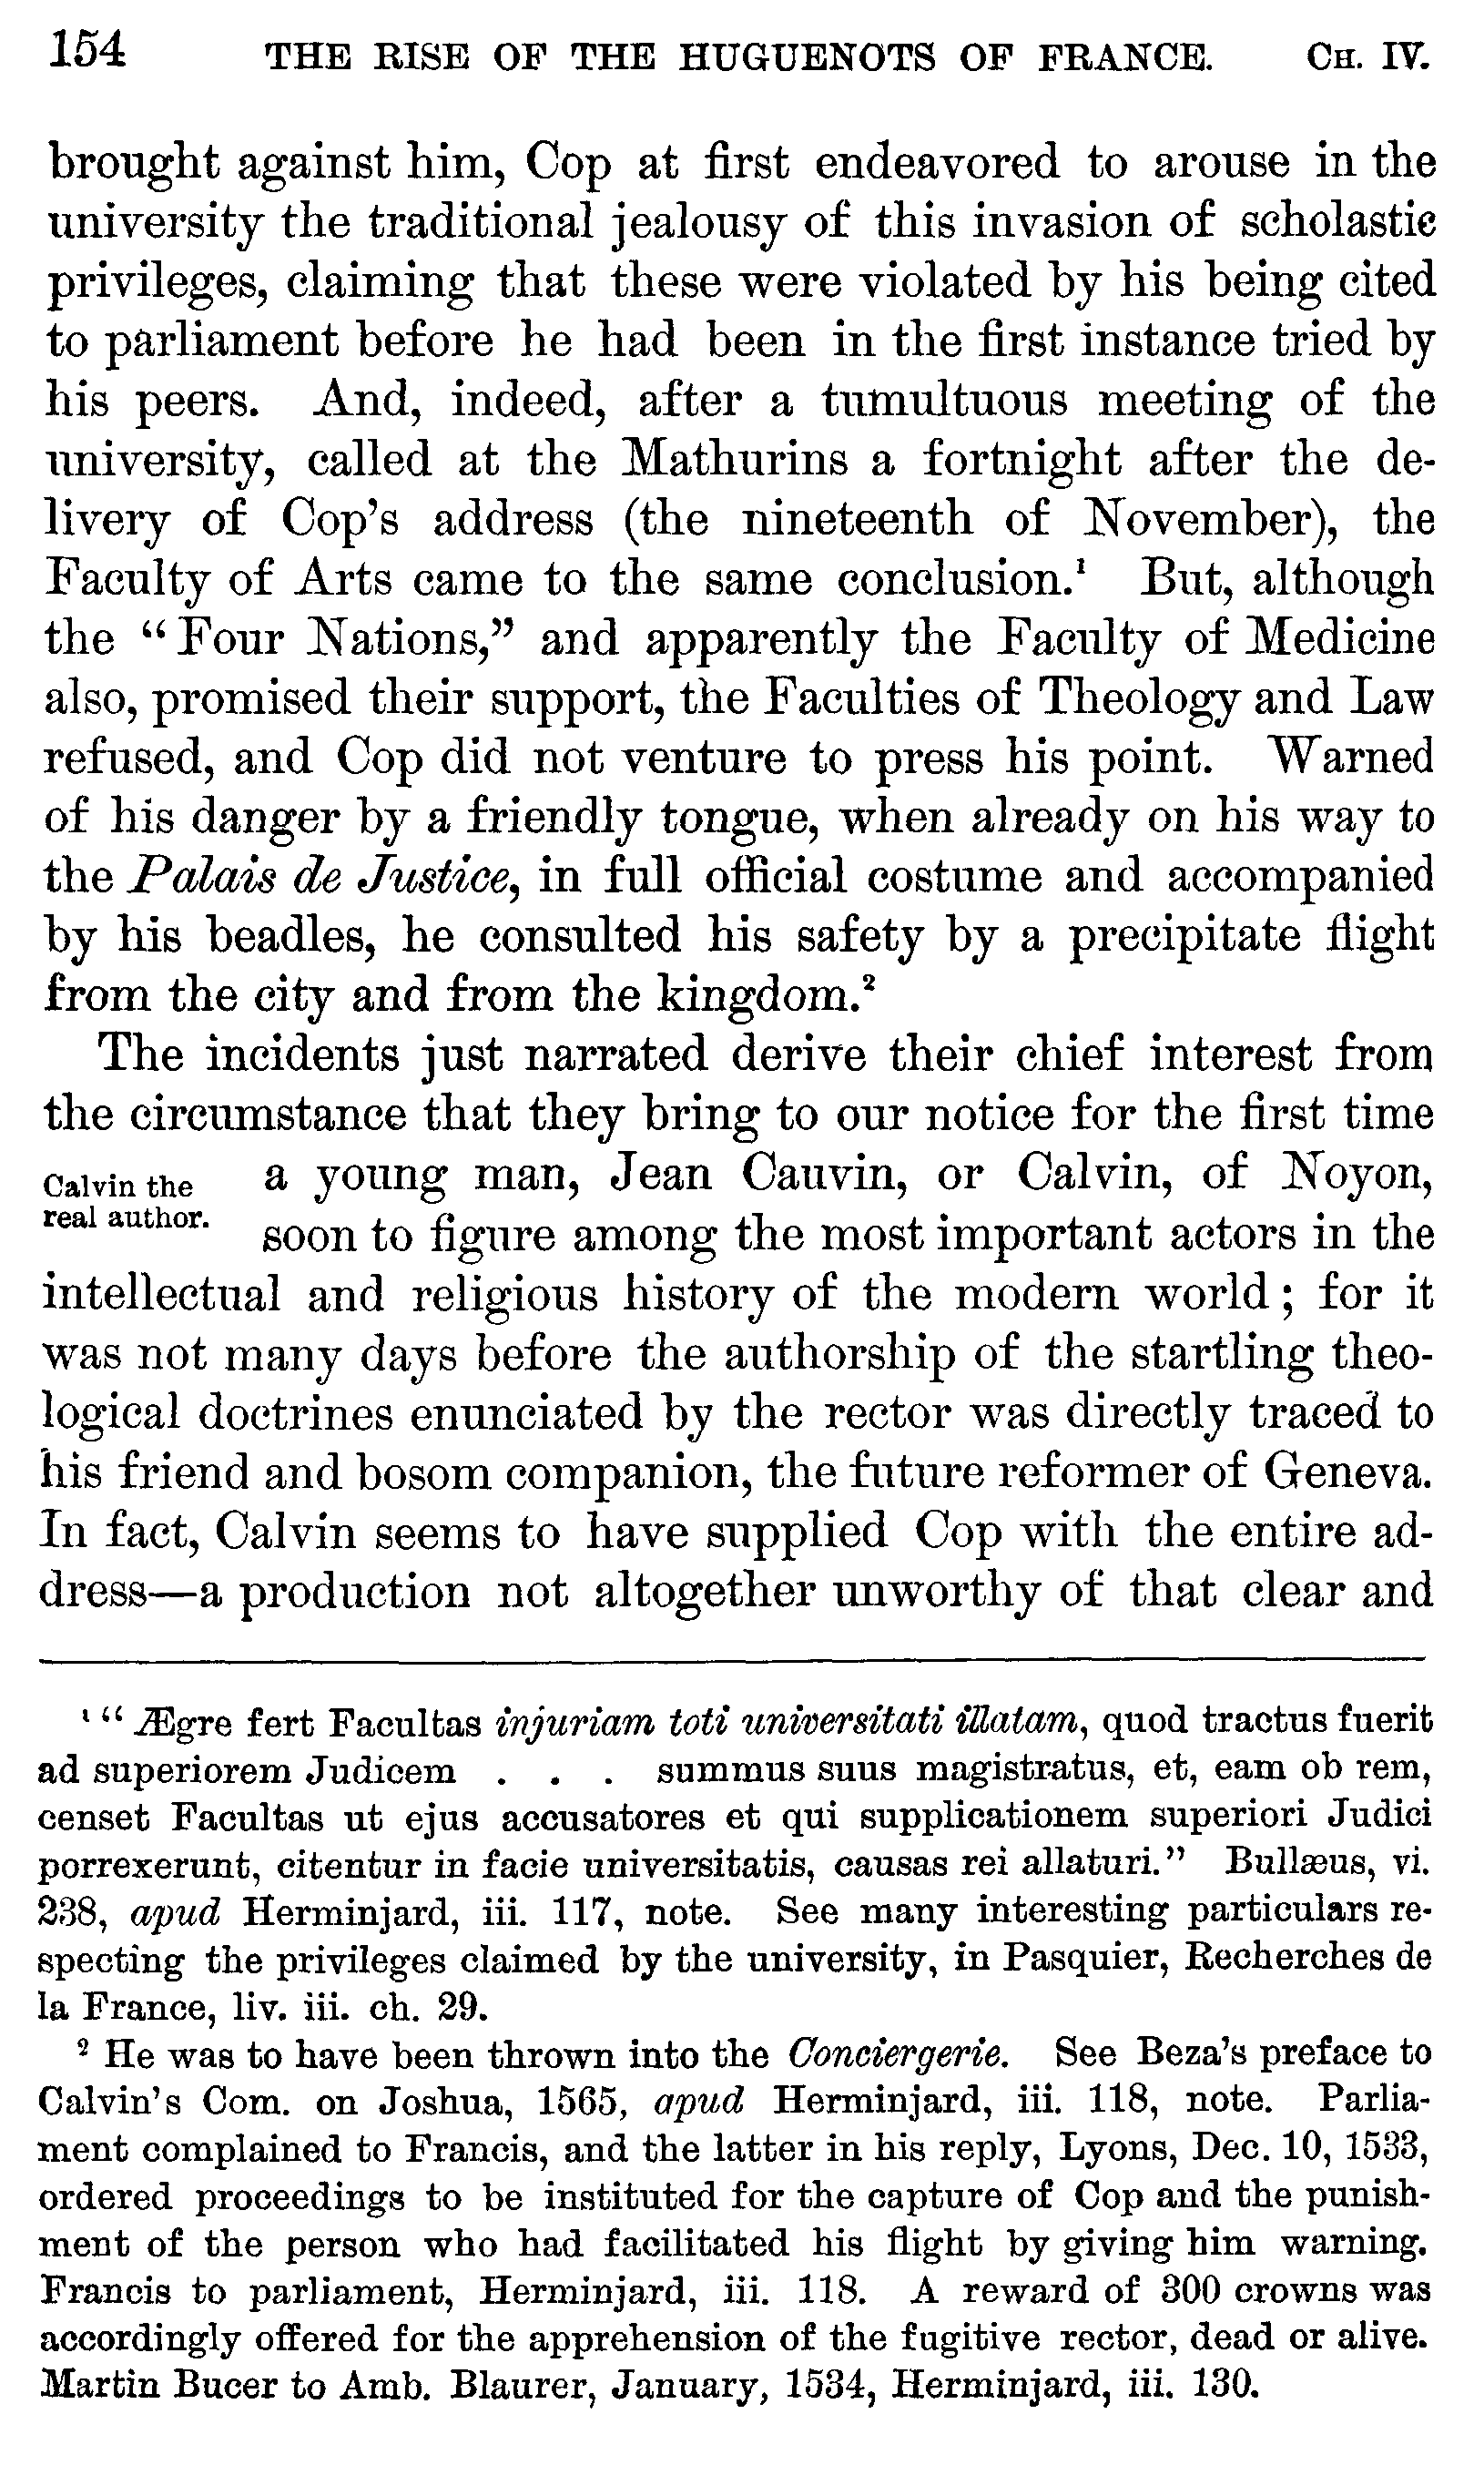 154 THE RISE OF THE HUGUENOTS OF FRANCE. CH. IV.
brought against him, Cop at first endeavored to arouse in the
university the traditional jealousy of this invasion of scholastic
privileges, claiming that these were violated by his being cited
to parliament before he had been in the first instance tried by
his peers. And, indeed, after a tumultuous meeting of the
university, called at the Mathurins a fortnight after the de-
livery of Cop's address (the nineteenth of November), the
Faculty of Arts came to the same conclusion.¹ But, although
the "Four Nations," and apparently the Faculty of Medicine
also, promised their support, the Faculties of Theology and Law
refused, and Cop did not venture to press his point. Warned
of his danger by a friendly tongue, when already on his way to
the Palais de Justice, in full official costume and accompanied
by his beadles, he consulted his safety by a precipitate flight
from the city and from the kingdom.²
The incidents just narrated derive their chief interest from
the circumstance that they bring to our notice for the first time
Calvin the
real author.
a young man, Jean Cauvin, or Calvin, of Noyon,
soon to figure among the most important actors in the
intellectual and religious history of the modern world; for it
was not many days before the authorship of the startling theo-
logical doctrines enunciated by the rector was directly traced to
his friend and bosom companion, the future reformer of Geneva.
In fact, Calvin seems to have supplied Cop with the entire ad-
dress—a production not altogether unworthy of that clear and
¹ "Ægre fert Facultas injuriam toti universitati illatam, quod tractus fuerit
ad superiorem Judicem . . . summus suus magistratus, et, eam ob rem,
censet Facultas ut ejus accusatores et qui supplicationem superiori Judici
porrexerunt, citentur in facie universitatis, causas rei allaturi." Bullæus, vi.
238, apud Herminjard, iii. 117, note. See many interesting particulars re-
specting the privileges claimed by the university, in Pasquier, Recherches de
la France, liv. iii. ch. 29.
² He was to have been thrown into the Conciergerie. See Beza's preface to
Calvin's Com. on Joshua, 1565, apud Herminjard, iii. 118, note. Parlia-
ment complained to Francis, and the latter in his reply, Lyons, Dec. 10, 1533,
ordered proceedings to be instituted for the capture of Cop and the punish-
ment of the person who had facilitated his flight by giving him warning.
Francis to parliament, Herminjard, iii. 118. A reward of 300 crowns was
accordingly offered for the apprehension of the fugitive rector, dead or alive.
Martin Bucer to Amb. Blaurer, January, 1534, Herminjard, iii. 130.